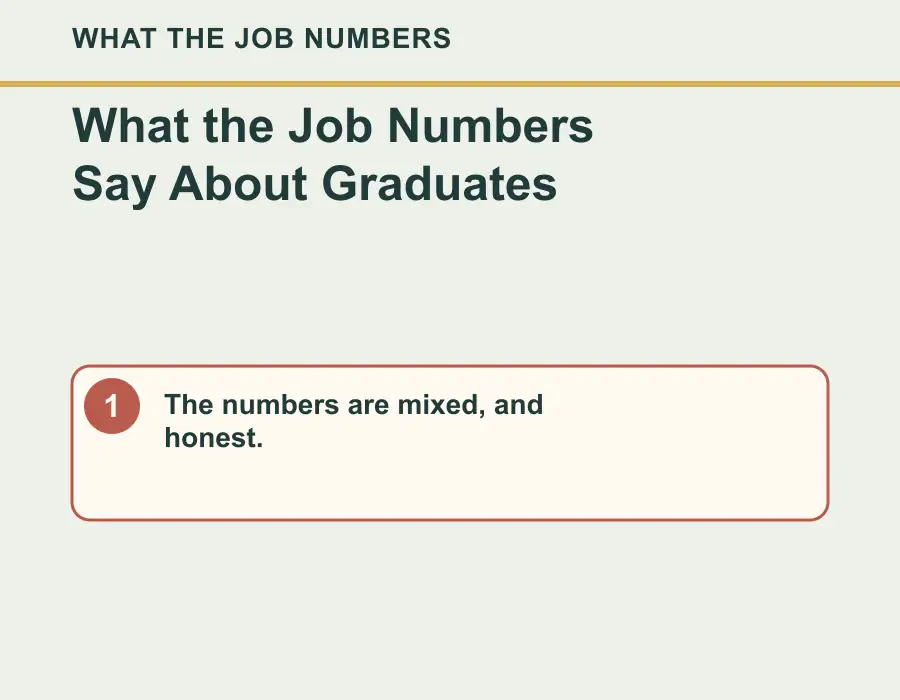 WHAT THE JOB NUMBERS
What the Job Numbers
Say About Graduates
1
The numbers are mixed, and
honest.